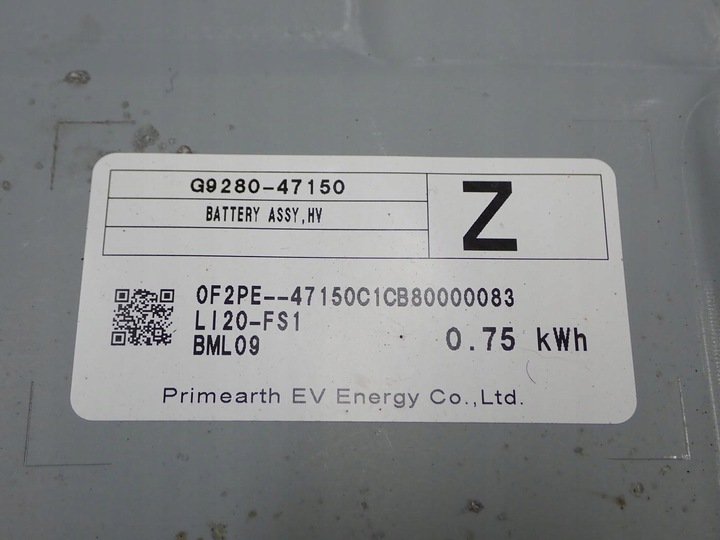 G9280-47150
BATTERY ASSY,HV
Z
0F2PE--47150C1CB80000083
LI20-FS1
BML09
0.75 kWh
Primearth EV Energy Co.,Ltd.